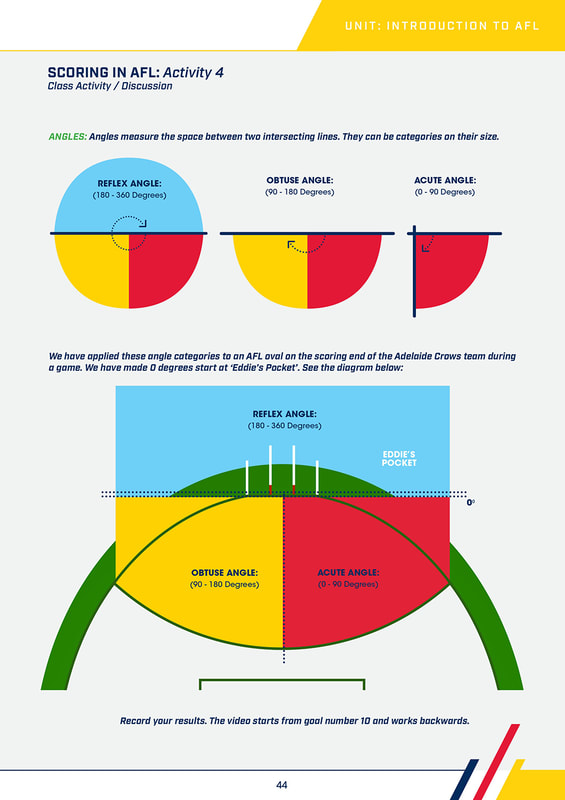 UNIT: INTRODUCTION TO AFL
SCORING IN AFL: Activity 4
Class Activity / Discussion
ANGLES: Angles measure the space between two intersecting lines. They can be categories on their size.
REFLEX ANGLE:
(180 - 360 Degrees)
OBTUSE ANGLE:
(90 - 180 Degrees)
ACUTE ANGLE:
(0 - 90 Degrees)
We have applied these angle categories to an AFL oval on the scoring end of the Adelaide Crows team during
a game. We have made 0 degrees start at ‘Eddie's Pocket’. See the diagram below:
REFLEX ANGLE:
(180 - 360 Degrees)
EDDIE'S
POCKET
0°
OBTUSE ANGLE:
(90 - 180 Degrees)
ACUTE ANGLE:
(0 - 90 Degrees)
Record your results. The video starts from goal number 10 and works backwards.
44